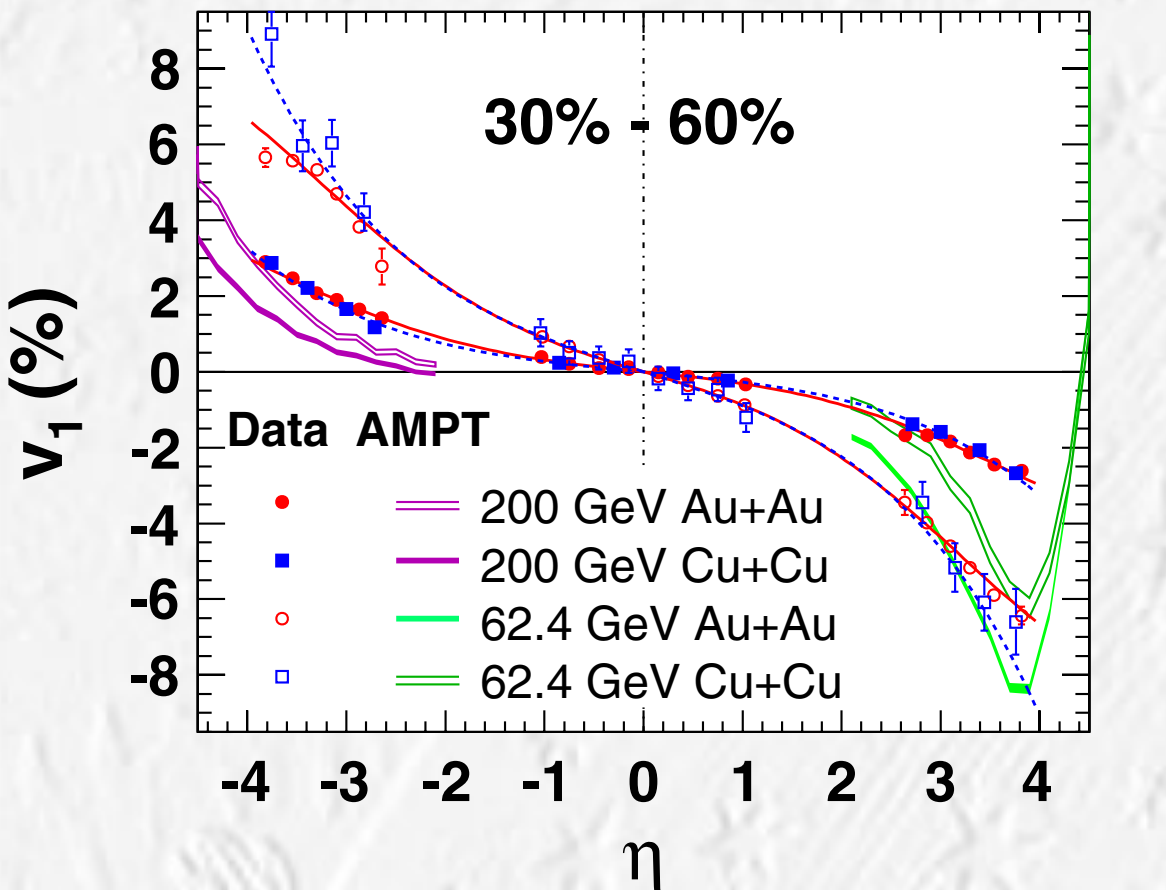 8
6
4
2
0
-2
-4
-6
-8
v1 (%)
30% - 60%
Data AMPT
200 GeV Au+Au
200 GeV Cu+Cu
62.4 GeV Au+Au
62.4 GeV Cu+Cu
-4 -3 -2 -1 0 1 2 3 4
η